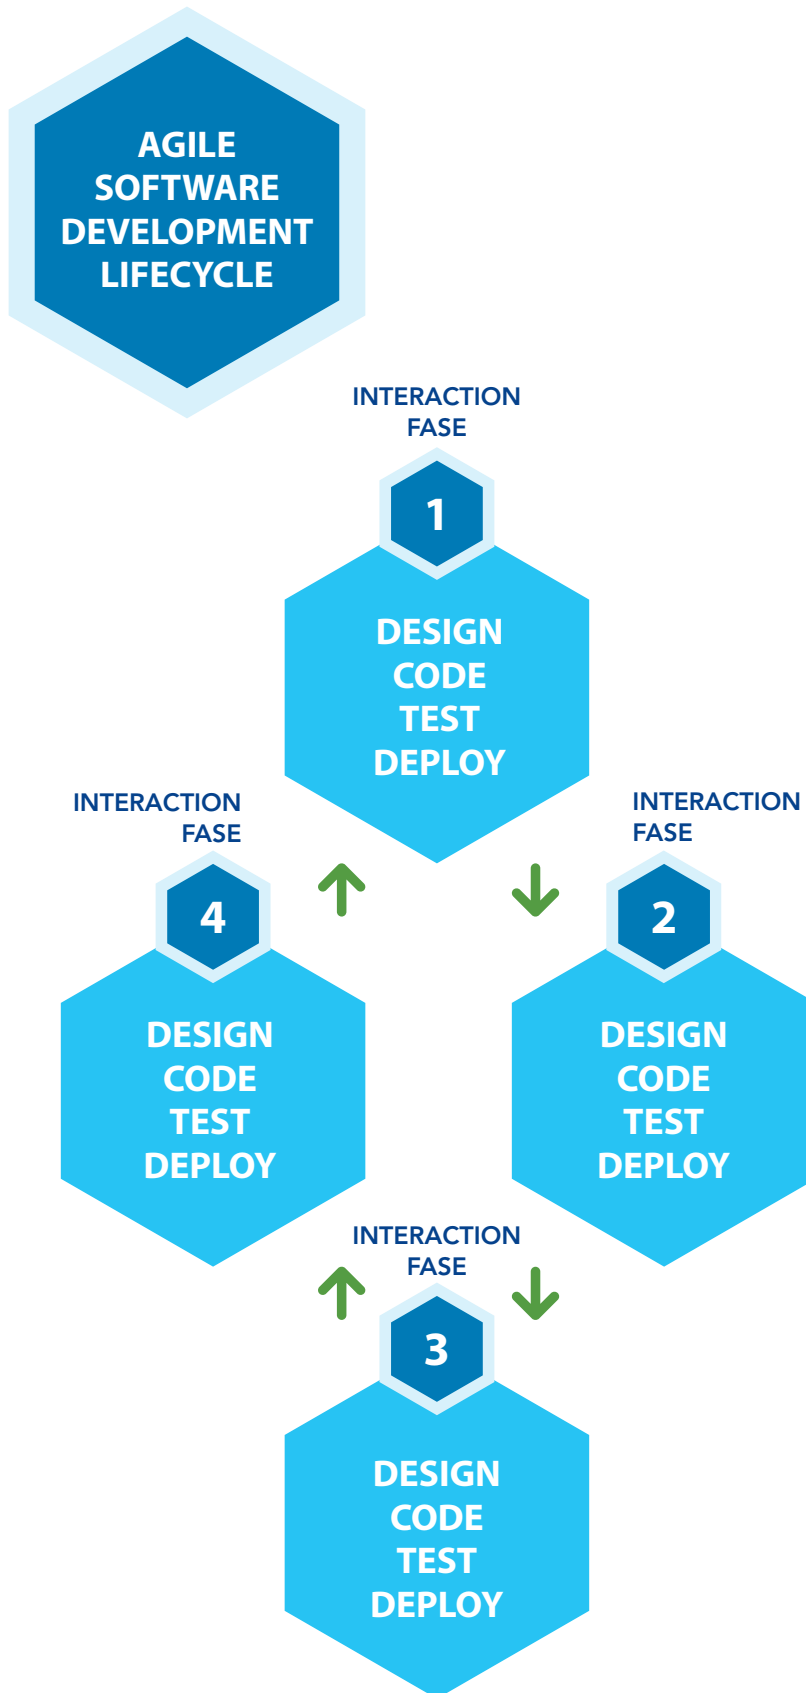 AGILE
SOFTWARE
DEVELOPMENT
LIFECYCLE
INTERACTION
FASE
1
DESIGN
CODE
TEST
DEPLOY
INTERACTION
FASE
4
DESIGN
CODE
TEST
DEPLOY
INTERACTION
FASE
2
DESIGN
CODE
TEST
DEPLOY
INTERACTION
FASE
3
DESIGN
CODE
TEST
DEPLOY